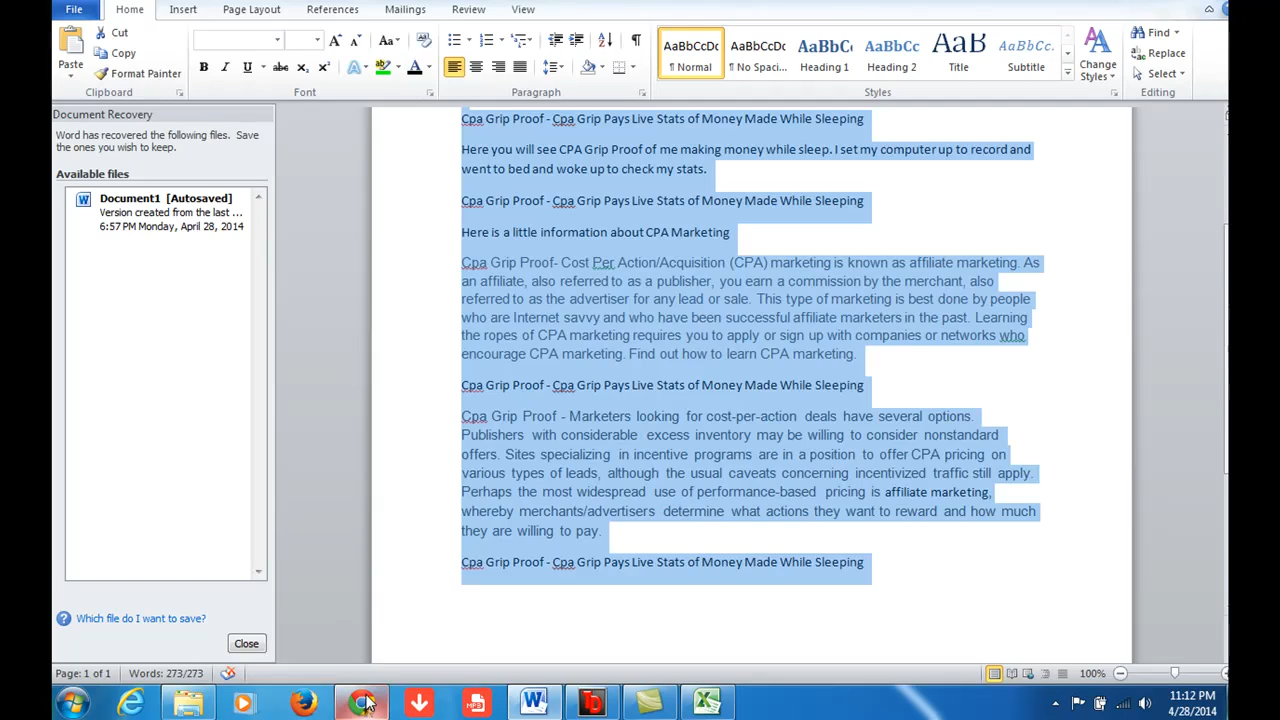 File Home Insert Page Layout References Mailings Review View
Paste
Cut
Copy
Format Painter
Clipboard
Font
Paragraph
AaBbCcDc
¶ Normal
AaBbCcDc
¶ No Spaci...
AaBbCc
Heading 1
AaBbCc
Heading 2
AaB
Title
AaBbCc.
Subtitle
Change
Styles
Styles
Find
Replace
Select
Editing
Document Recovery
Word has recovered the following files. Save
the ones you wish to keep.
Available files
Document1 [Autosaved]
Version created from the last ...
6:57 PM Monday, April 28, 2014
Which file do I want to save?
Close
Cpa Grip Proof - Cpa Grip Pays Live Stats of Money Made While Sleeping
Here you will see CPA Grip Proof of me making money while sleep. I set my computer up to record and
went to bed and woke up to check my stats.
Cpa Grip Proof - Cpa Grip Pays Live Stats of Money Made While Sleeping
Here is a little information about CPA Marketing
Cpa Grip Proof- Cost Per Action/Acquisition (CPA) marketing is known as affiliate marketing. As
an affiliate, also referred to as a publisher, you earn a commission by the merchant, also
referred to as the advertiser for any lead or sale. This type of marketing is best done by people
who are Internet savvy and who have been successful affiliate marketers in the past. Learning
the ropes of CPA marketing requires you to apply or sign up with companies or networks who
encourage CPA marketing. Find out how to learn CPA marketing.
Cpa Grip Proof - Cpa Grip Pays Live Stats of Money Made While Sleeping
Cpa Grip Proof - Marketers looking for cost-per-action deals have several options.
Publishers with considerable excess inventory may be willing to consider nonstandard
offers. Sites specializing in incentive programs are in a position to offer CPA pricing on
various types of leads, although the usual caveats concerning incentivized traffic still apply.
Perhaps the most widespread use of performance-based pricing is affiliate marketing,
whereby merchants/advertisers determine what actions they want to reward and how much
they are willing to pay.
Cpa Grip Proof - Cpa Grip Pays Live Stats of Money Made While Sleeping
Page: 1 of 1 Words: 273/273 100%
MP3
11:12 PM
4/28/2014